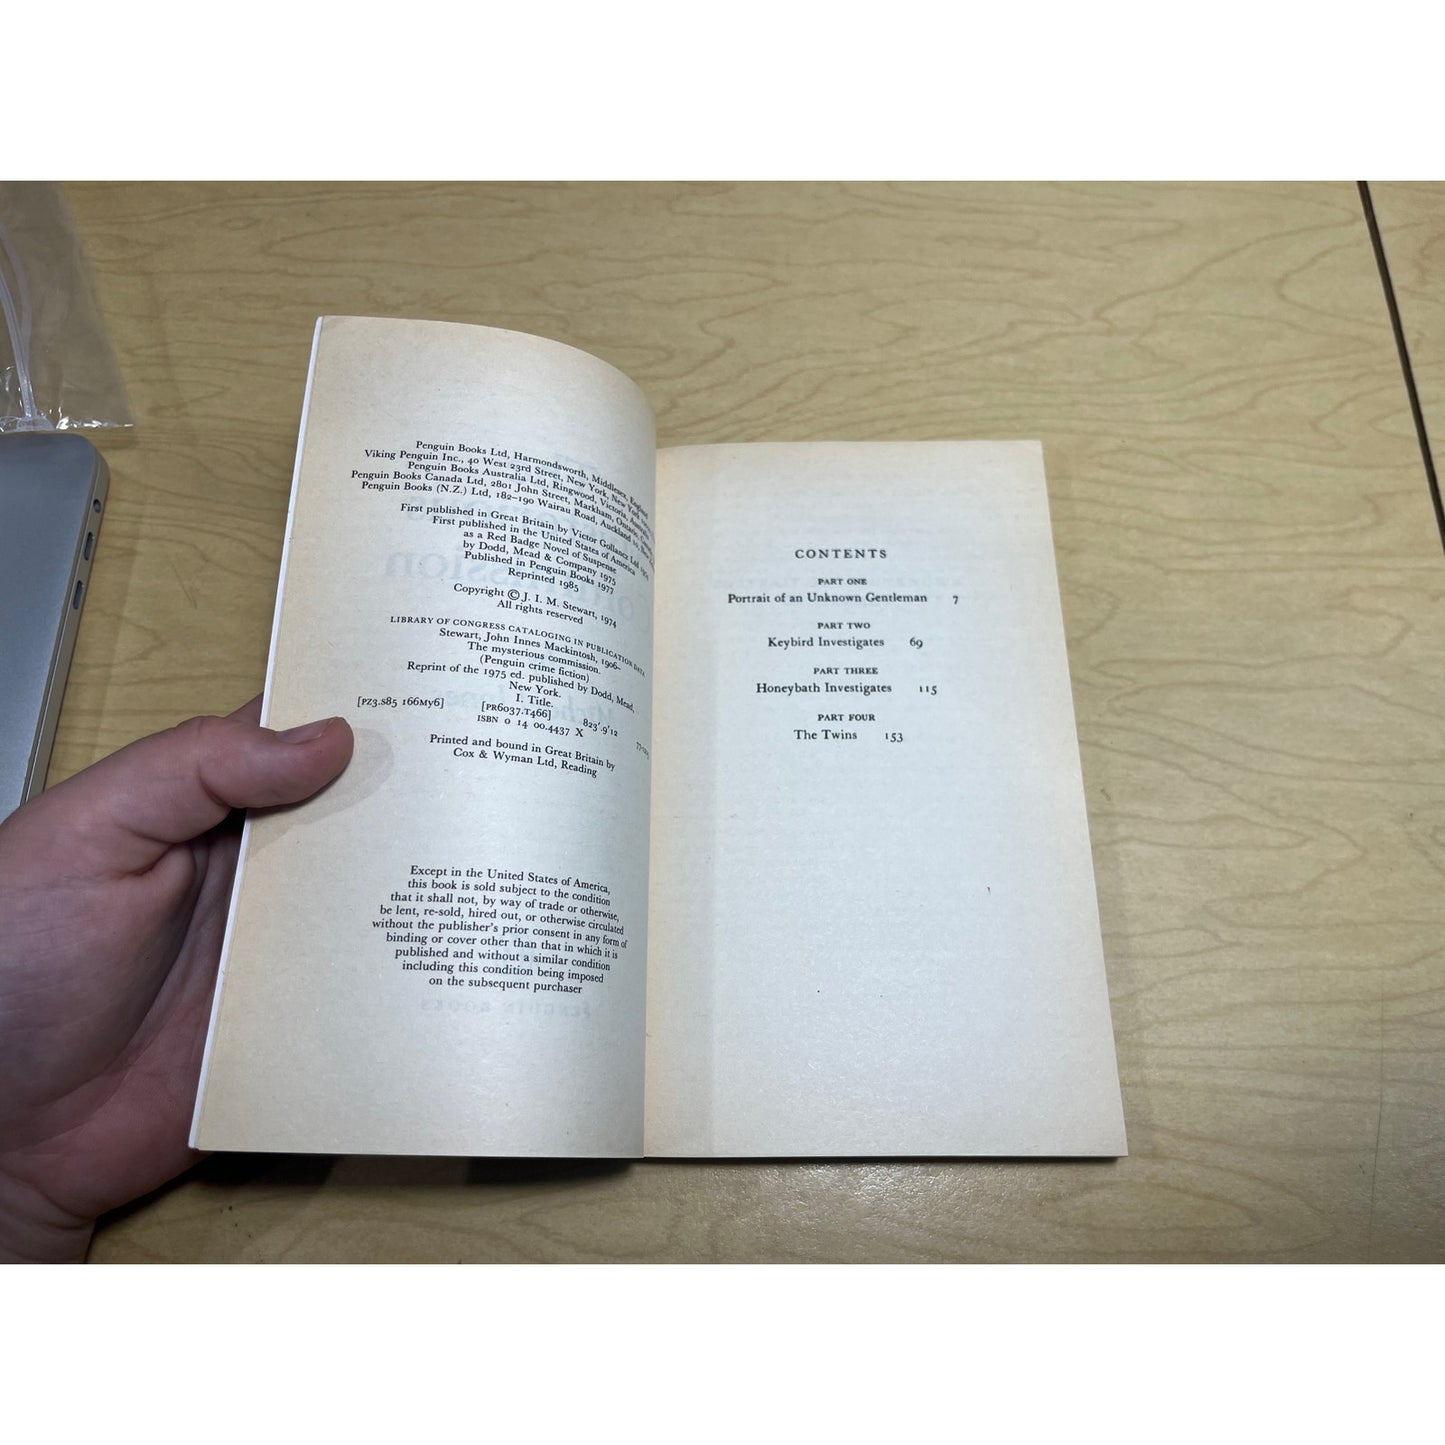 Penguin Books Ltd, Harmondsworth, Middlesex, England
Viking Penguin Inc., 40 West 23rd Street, New York, New York
Penguin Books Australia Ltd, Ringwood, Victoria, Australia
Penguin Books Canada Ltd, 2801 John Street, Markham, Ontario,
Penguin Books (N.Z.) Ltd, 182–190 Wairau Road, Auckland 10,
First published in Great Britain by Victor Gollancz Ltd
First published in the United States of America
as a Red Badge Novel of Suspense
by Dodd, Mead & Company 1975
Published in Penguin Books 1977
Reprinted 1985
Copyright © J. I. M. Stewart, 1974
All rights reserved
LIBRARY OF CONGRESS CATALOGING IN PUBLICATION DATA
Stewart, John Innes Mackintosh, 1906–
The mysterious commission.
(Penguin crime fiction)
Reprint of the 1975 ed. published by Dodd, Mead,
New York.
I. Title.
[PZ3.S85 166My6] [PR6037.T466] 823'.9'12
ISBN 0 14 00.4437 X
Printed and bound in Great Britain by
Cox & Wyman Ltd, Reading
Except in the United States of America,
this book is sold subject to the condition
that it shall not, by way of trade or otherwise,
be lent, re-sold, hired out, or otherwise circulated
without the publisher's prior consent in any form of
binding or cover other than that in which it is
published and without a similar condition
including this condition being imposed
on the subsequent purchaser
CONTENTS
PART ONE
Portrait of an Unknown Gentleman 7
PART TWO
Keybird Investigates 69
PART THREE
Honeybath Investigates 115
PART FOUR
The Twins 153